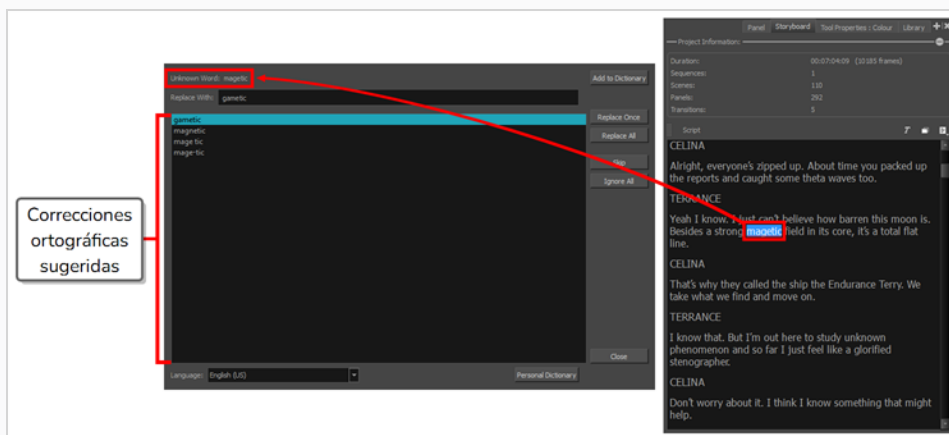 Correcciones
ortográficas
sugeridas
Unknown Word: magetic
Add to Dictionary
Replace With: gametic
gametic
magnetic
mage tic
mage-tic
Replace Once
Replace All
Skip
Ignore All
Close
Language: English (US)
Personal Dictionary
Panel Storyboard Tool Properties : Colour Library
Project Information:
Duration: 00:07:04:09 (10185 frames)
Sequences: 1
Scenes: 110
Panels: 292
Transitions: 5
Script
CELINA
Alright, everyone's zipped up. About time you packed up
the reports and caught some theta waves too.
TERRANCE
Yeah I know. I just can't believe how barren this moon is.
Besides a strong magetic field in its core, it's a total flat
line.
CELINA
That's why they called the ship the Endurance Terry. We
take what we find and move on.
TERRANCE
I know that. But I'm out here to study unknown
phenomenon and so far I just feel like a glorified
stenographer.
CELINA
Don't worry about it. I think I know something that might
help.